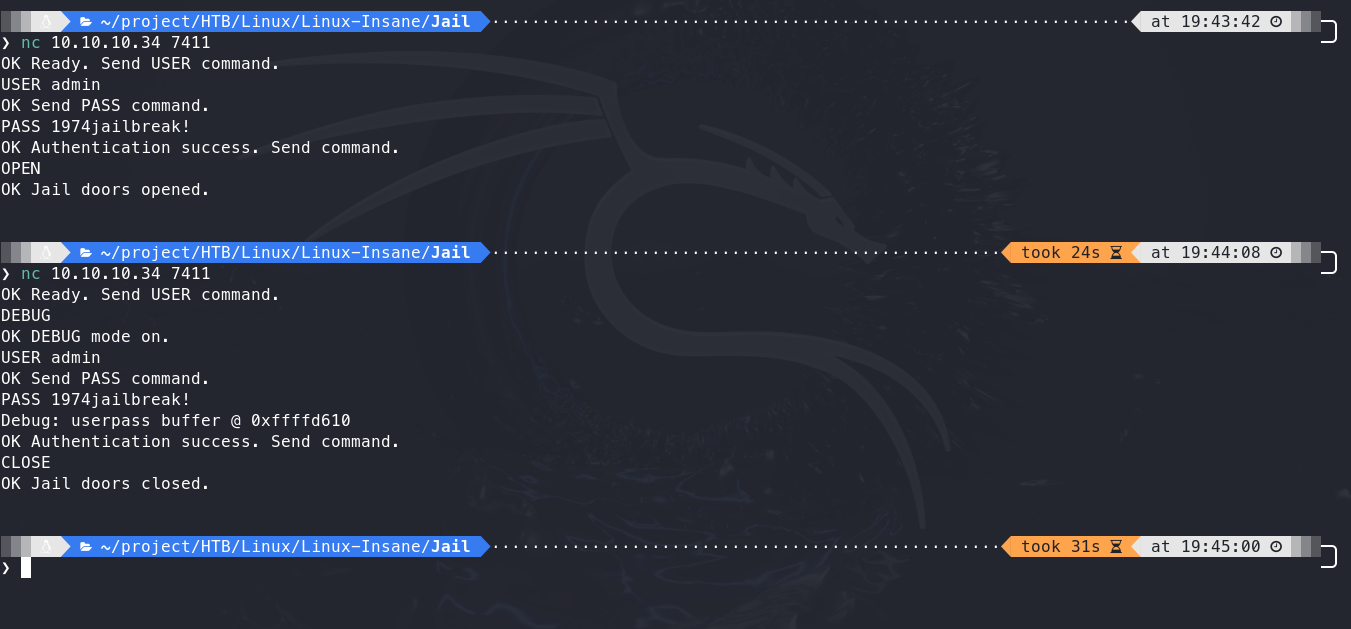 ~/project/HTB/Linux/Linux-Insane/Jail at 19:43:42
❯ nc 10.10.10.34 7411
OK Ready. Send USER command.
USER admin
OK Send PASS command.
PASS 1974jailbreak!
OK Authentication success. Send command.
OPEN
OK Jail doors opened.
~/project/HTB/Linux/Linux-Insane/Jail took 24s at 19:44:08
❯ nc 10.10.10.34 7411
OK Ready. Send USER command.
DEBUG
OK DEBUG mode on.
USER admin
OK Send PASS command.
PASS 1974jailbreak!
Debug: userpass buffer @ 0xffffd610
OK Authentication success. Send command.
CLOSE
OK Jail doors closed.
~/project/HTB/Linux/Linux-Insane/Jail took 31s at 19:45:00
❯